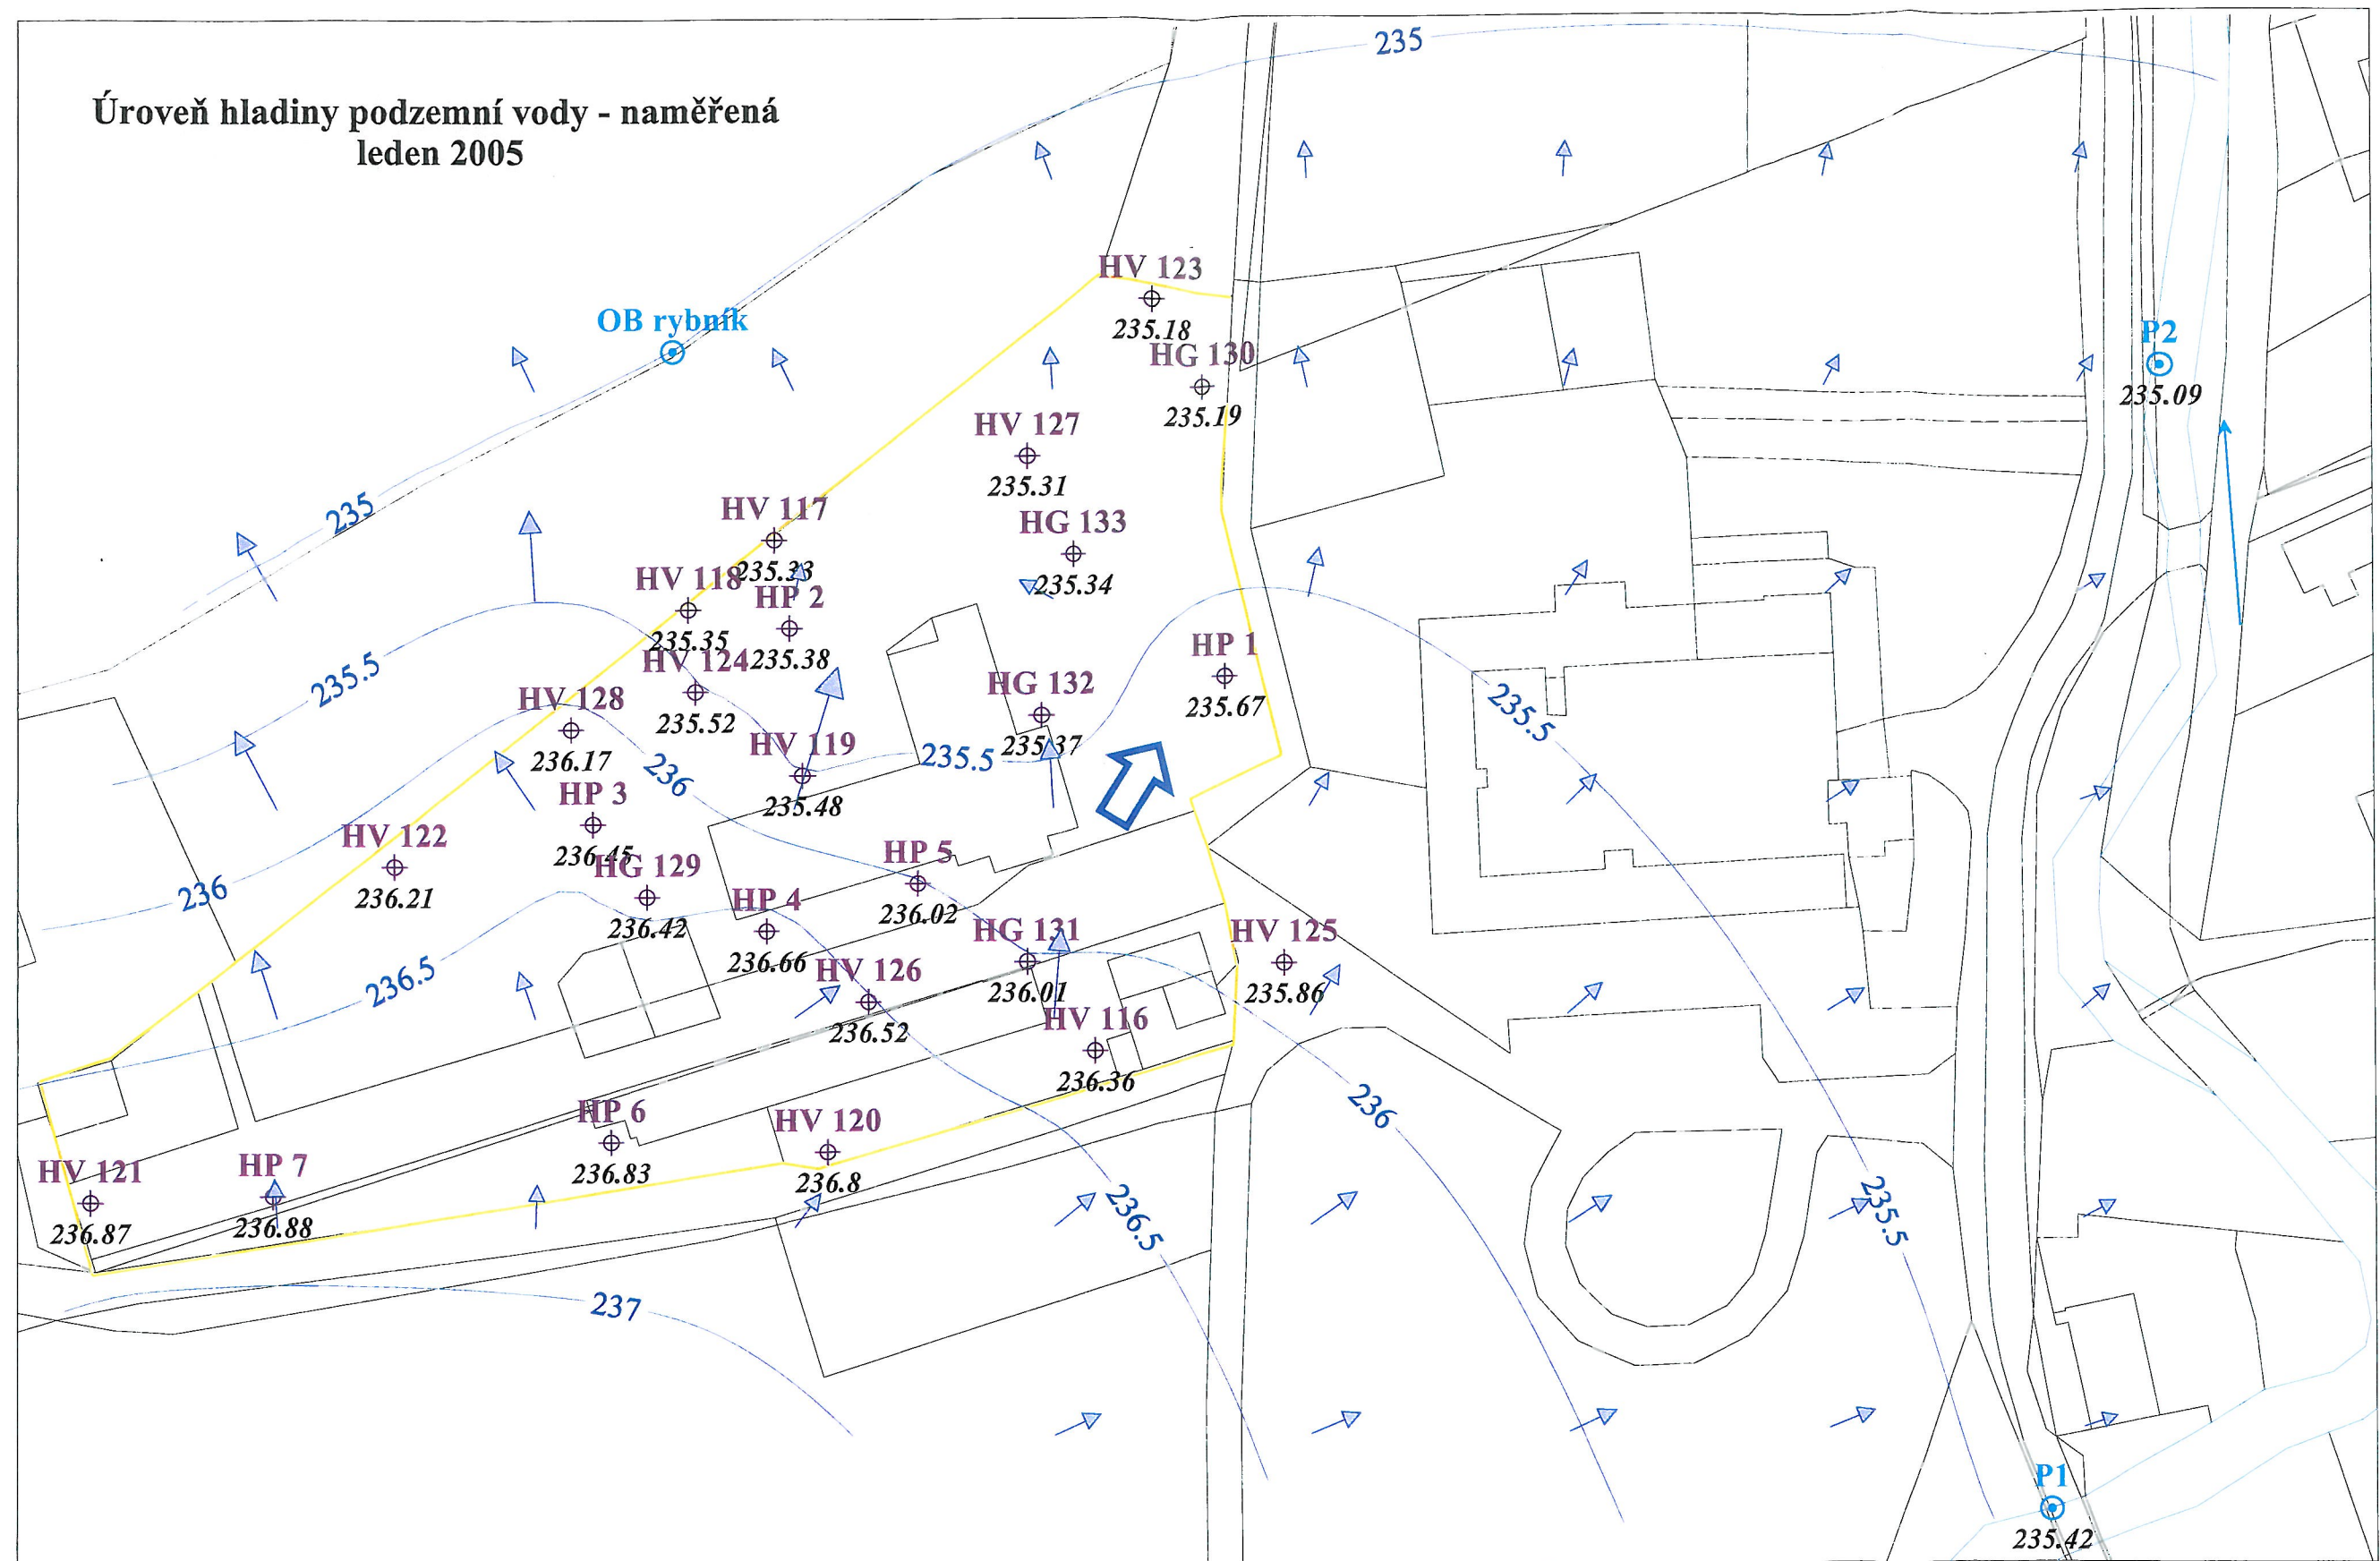 235
Úroveň hladiny podzemní vody - naměřená
leden 2005
HV 123
235.18
OB rybník
P2
235.09
HG 130
235.19
HV 127
235.31
235
HV 117
235.33
HG 133
235.34
HV 118
235.35
HP 2
235.38
HV 124
235.52
235.5
HP 1
235.67
HG 132
235.37
HV 128
236.17
235.5
HV 119
235.48
235.5
236
HP 3
236.45
HV 122
236.21
HG 129
236.42
HP 5
236.02
236
HP 4
236.66
HG 131
236.01
HV 125
235.86
236.5
HV 126
236.52
HV 116
236.36
236
HP 6
236.83
HV 120
236.8
HV 121
236.87
HP 7
236.88
236.5
235.5
237
P1
235.42